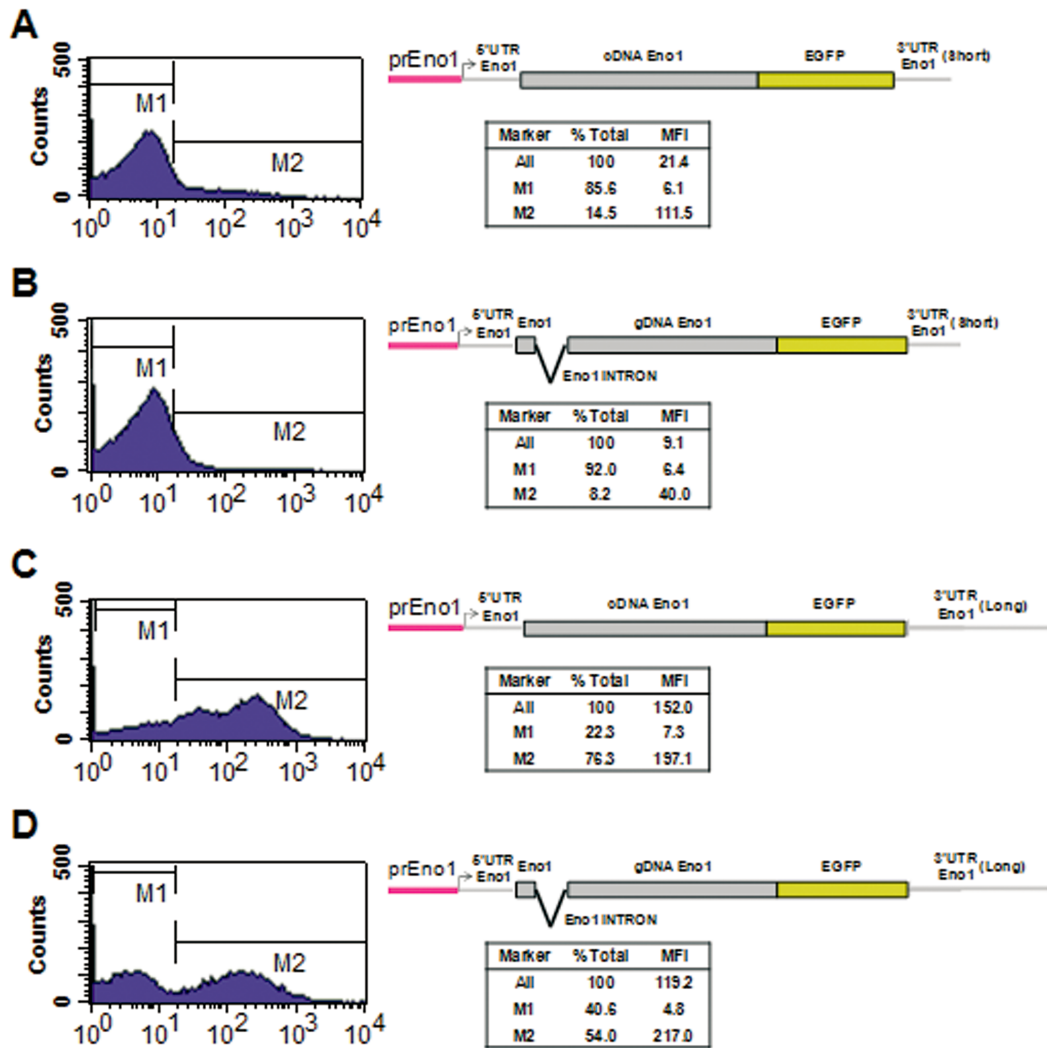 A
500
Counts
0
M1
M2
10^0 10^1 10^2 10^3 10^4
prEno1
5'UTR
Eno1
cDNA Eno1
EGFP
3'UTR
Eno1 (Short)
Marker % Total MFI
All 100 21.4
M1 85.6 6.1
M2 14.5 111.5
B
500
Counts
0
M1
M2
10^0 10^1 10^2 10^3 10^4
prEno1
5'UTR
Eno1
Eno1
gDNA Eno1
EGFP
3'UTR
Eno1 (Short)
Eno1 INTRON
Marker % Total MFI
All 100 9.1
M1 92.0 6.4
M2 8.2 40.0
C
500
Counts
0
M1
M2
10^0 10^1 10^2 10^3 10^4
prEno1
5'UTR
Eno1
cDNA Eno1
EGFP
3'UTR
Eno1 (Long)
Marker % Total MFI
All 100 152.0
M1 22.3 7.3
M2 76.3 197.1
D
500
Counts
0
M1
M2
10^0 10^1 10^2 10^3 10^4
prEno1
5'UTR
Eno1
Eno1
gDNA Eno1
EGFP
3'UTR
Eno1 (Long)
Eno1 INTRON
Marker % Total MFI
All 100 119.2
M1 40.6 4.8
M2 54.0 217.0